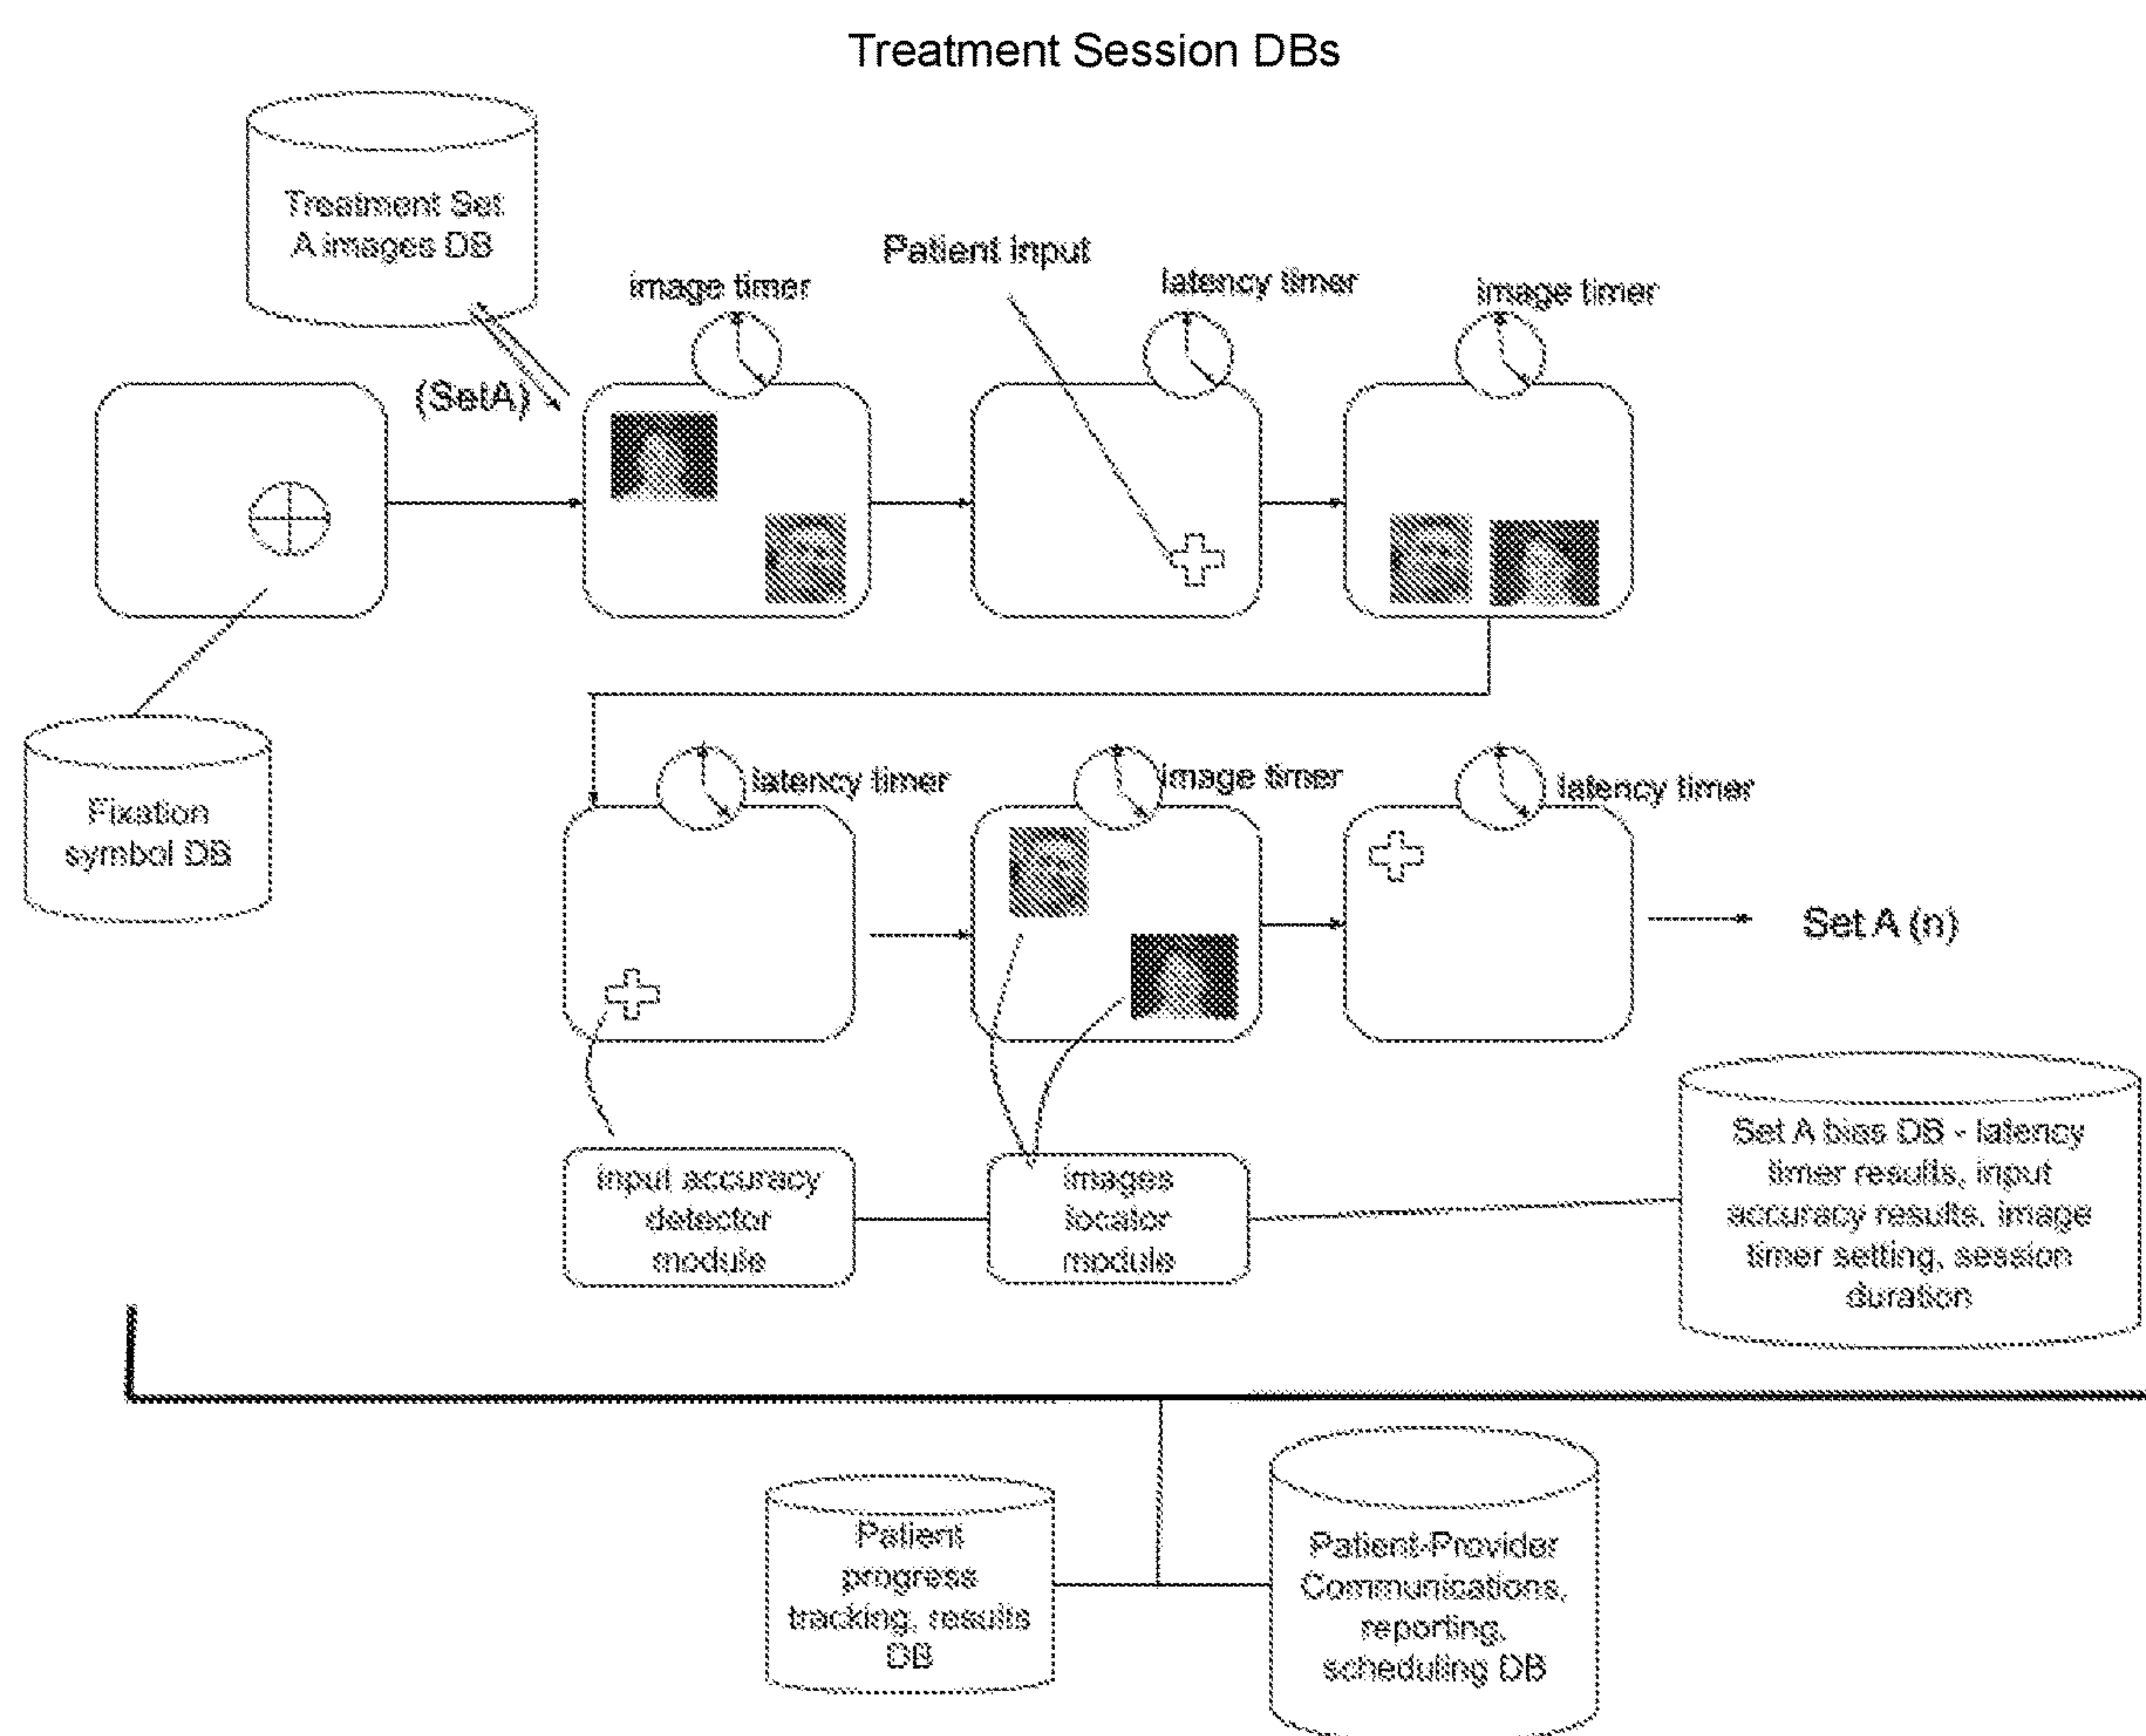 Treatment Session DBs
Treatment Set
A images DB
Patient input
image timer
latency timer
image timer
(SetA)
latency timer
image timer
latency timer
Fixation
symbol DB
Set A (n)
input accuracy
detector
module
images
locator
module
Set A bias DB - latency
timer results, input
accuracy results, image
timer setting, session
duration
Patient
progress
tracking, results
DB
Patient-Provider
Communications,
reporting,
scheduling DB